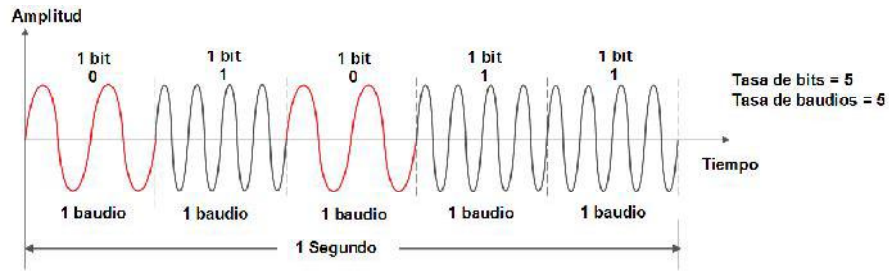 Amplitud
1 bit 1 bit 1 bit 1 bit 1 bit
0 1 0 1 1
Tasa de bits = 5
Tasa de baudios = 5
Tiempo
1 baudio 1 baudio 1 baudio 1 baudio 1 baudio
1 Segundo